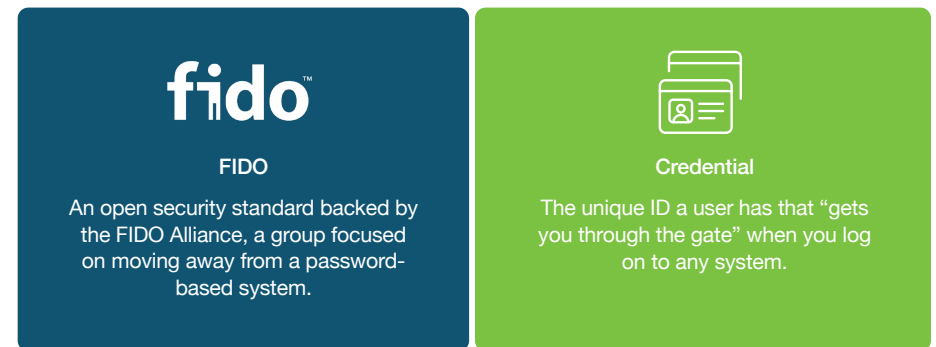 fido™
FIDO
An open security standard backed by
the FIDO Alliance, a group focused
on moving away from a password-
based system.
Credential
The unique ID a user has that “gets
you through the gate” when you log
on to any system.